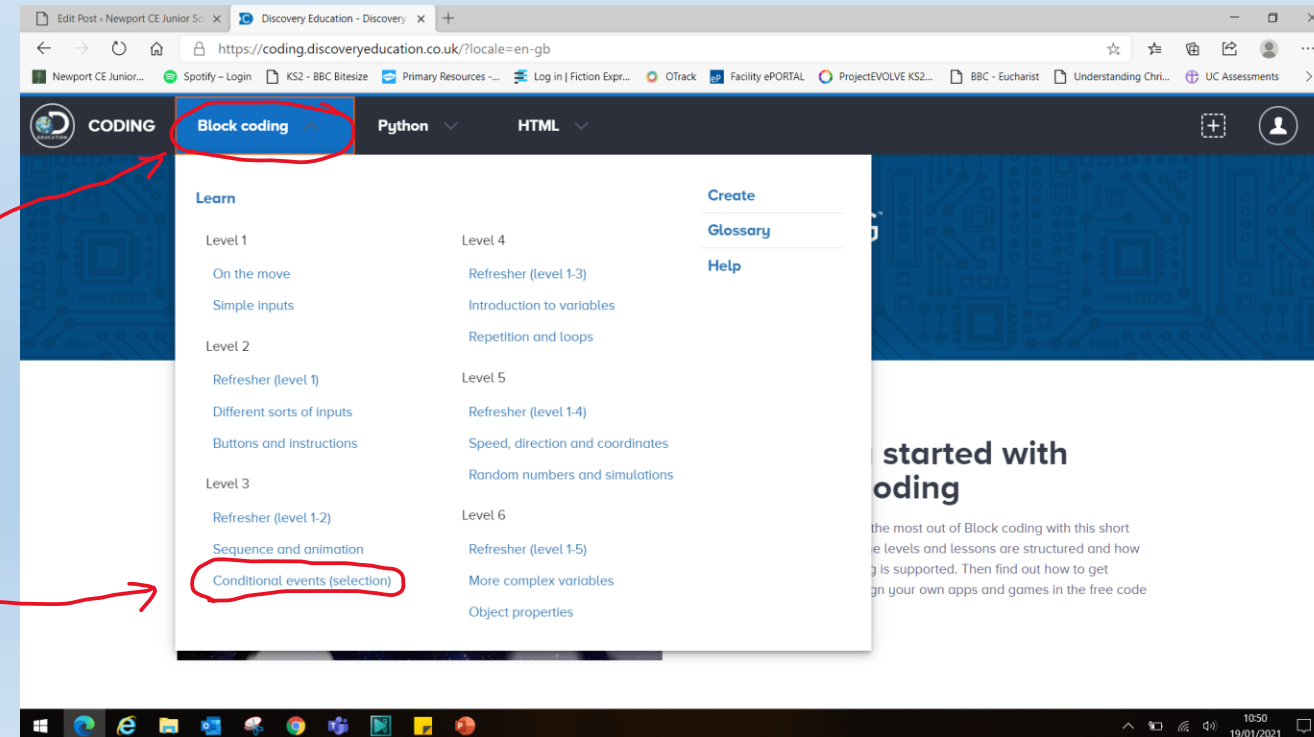 Edit Post ‹ Newport CE Junior Sc
Discovery Education - Discovery
https://coding.discoveryeducation.co.uk/?locale=en-gb
Newport CE Junior...
Spotify – Login
KS2 - BBC Bitesize
Primary Resources -...
Log in | Fiction Expr...
OTrack
eP
Facility ePORTAL
ProjectEVOLVE KS2...
BBC - Eucharist
Understanding Chri...
UC Assessments
EDUCATION
CODING
Block coding
Python
HTML
Learn
Level 1
On the move
Simple inputs
Level 2
Refresher (level 1)
Different sorts of inputs
Buttons and instructions
Level 3
Refresher (level 1-2)
Sequence and animation
Conditional events (selection)
Level 4
Refresher (level 1-3)
Introduction to variables
Repetition and loops
Level 5
Refresher (level 1-4)
Speed, direction and coordinates
Random numbers and simulations
Level 6
Refresher (level 1-5)
More complex variables
Object properties
Create
Glossary
Help
started with
oding
the most out of Block coding with this short
e levels and lessons are structured and how
g is supported. Then find out how to get
gn your own apps and games in the free code
10:50
19/01/2021